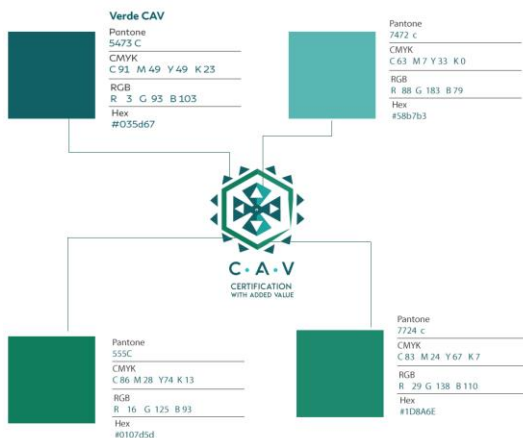 Verde CAV
Pantone
5473 C
CMYK
C 91 M 49 Y 49 K 23
RGB
R 3 G 93 B 103
Hex
#035d67
Pantone
7472 c
CMYK
C 63 M 7 Y 33 K 0
RGB
R 88 G 183 B 79
Hex
#58b7b3
C·A·V
CERTIFICATION
WITH ADDED VALUE
Pantone
555C
CMYK
C 86 M 28 Y74 K 13
RGB
R 16 G 125 B 93
Hex
#0107d5d
Pantone
7724 c
CMYK
C 83 M 24 Y 67 K 7
RGB
R 29 G 138 B 110
Hex
#1D8A6E